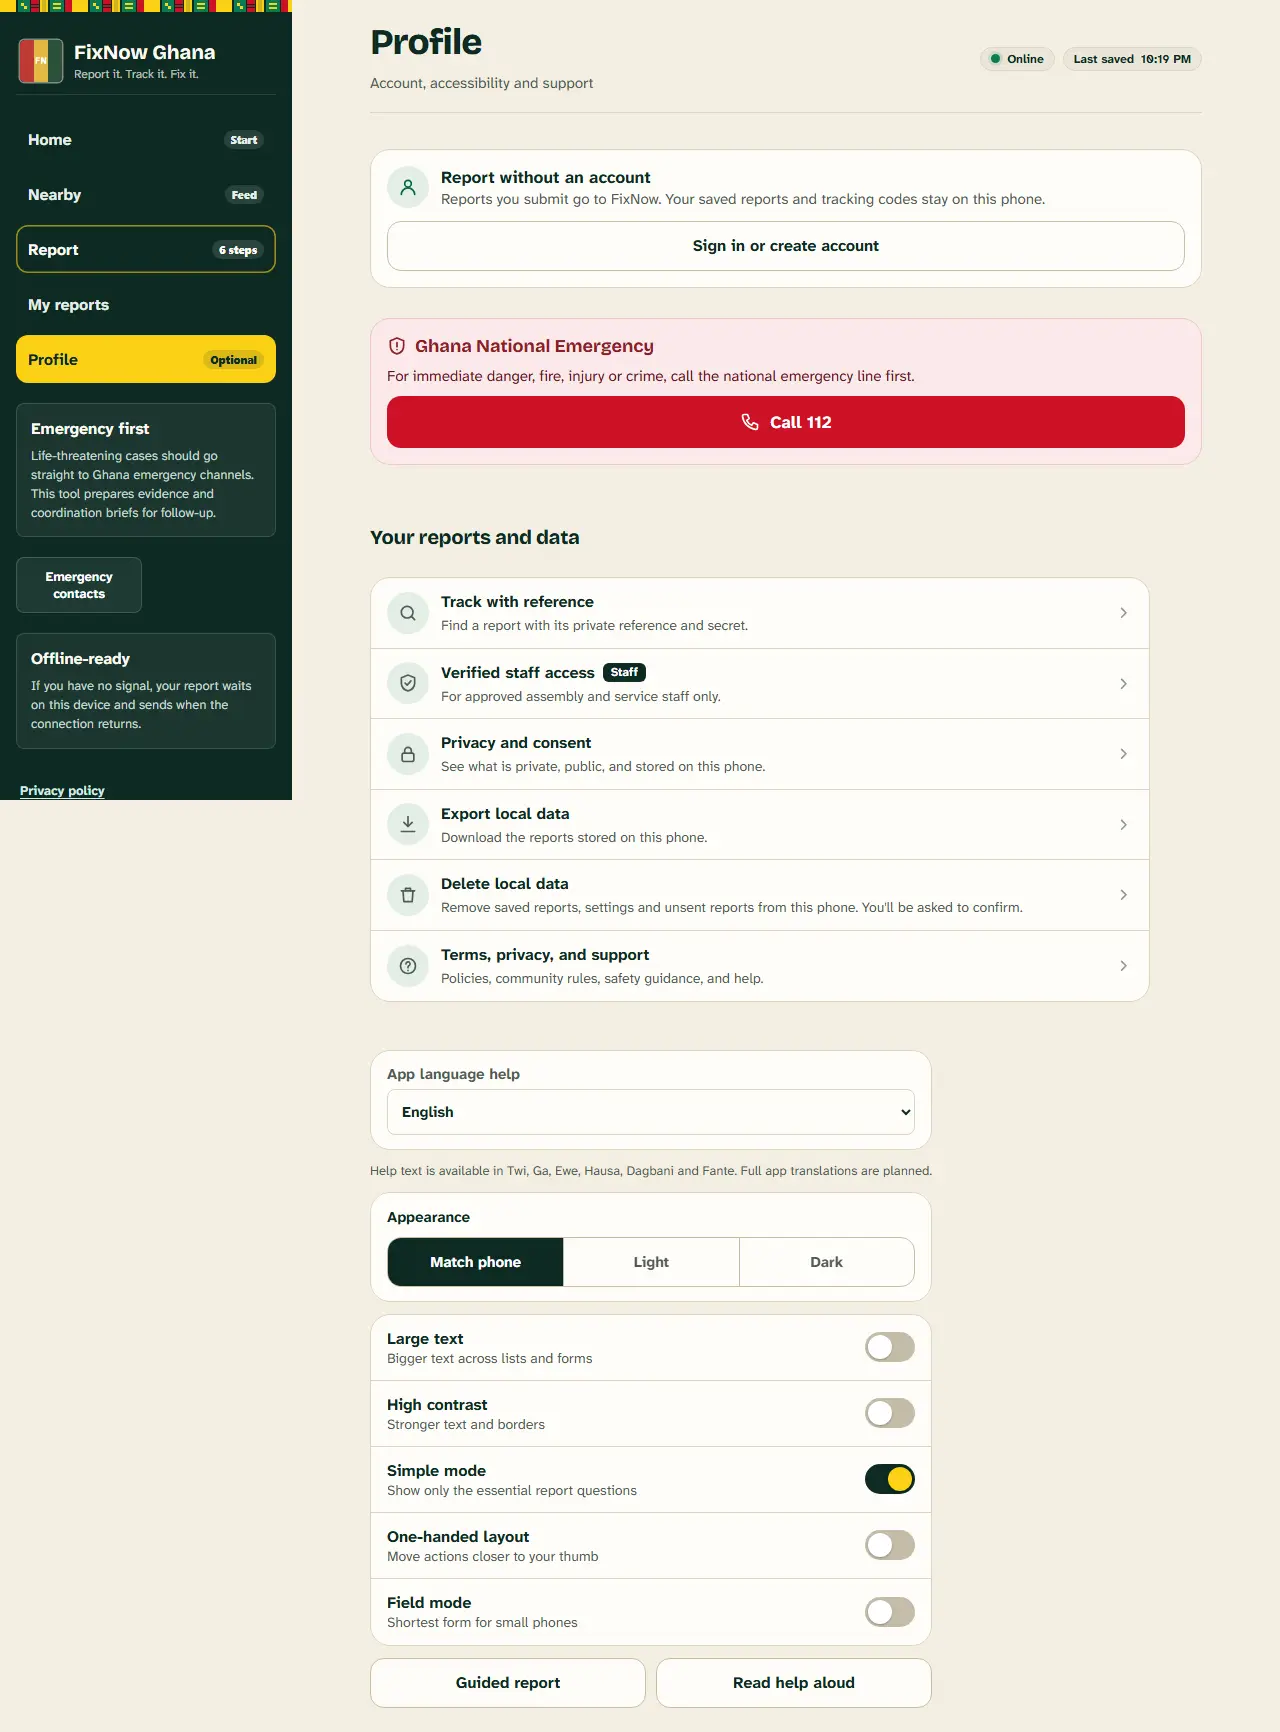 FN
FixNow Ghana
Report it. Track it. Fix it.
Home
Start
Nearby
Feed
Report
6 steps
My reports
Profile
Optional
Emergency first
Life-threatening cases should go
straight to Ghana emergency channels.
This tool prepares evidence and
coordination briefs for follow-up.
Emergency
contacts
Offline-ready
If you have no signal, your report waits
on this device and sends when the
connection returns.
Privacy policy
Profile
Account, accessibility and support
Online
Last saved 10:19 PM
Report without an account
Reports you submit go to FixNow. Your saved reports and tracking codes stay on this phone.
Sign in or create account
Ghana National Emergency
For immediate danger, fire, injury or crime, call the national emergency line first.
Call 112
Your reports and data
Track with reference
Find a report with its private reference and secret.
Verified staff access
Staff
For approved assembly and service staff only.
Privacy and consent
See what is private, public, and stored on this phone.
Export local data
Download the reports stored on this phone.
Delete local data
Remove saved reports, settings and unsent reports from this phone. You'll be asked to confirm.
Terms, privacy, and support
Policies, community rules, safety guidance, and help.
App language help
English
Help text is available in Twi, Ga, Ewe, Hausa, Dagbani and Fante. Full app translations are planned.
Appearance
Match phone
Light
Dark
Large text
Bigger text across lists and forms
High contrast
Stronger text and borders
Simple mode
Show only the essential report questions
One-handed layout
Move actions closer to your thumb
Field mode
Shortest form for small phones
Guided report
Read help aloud